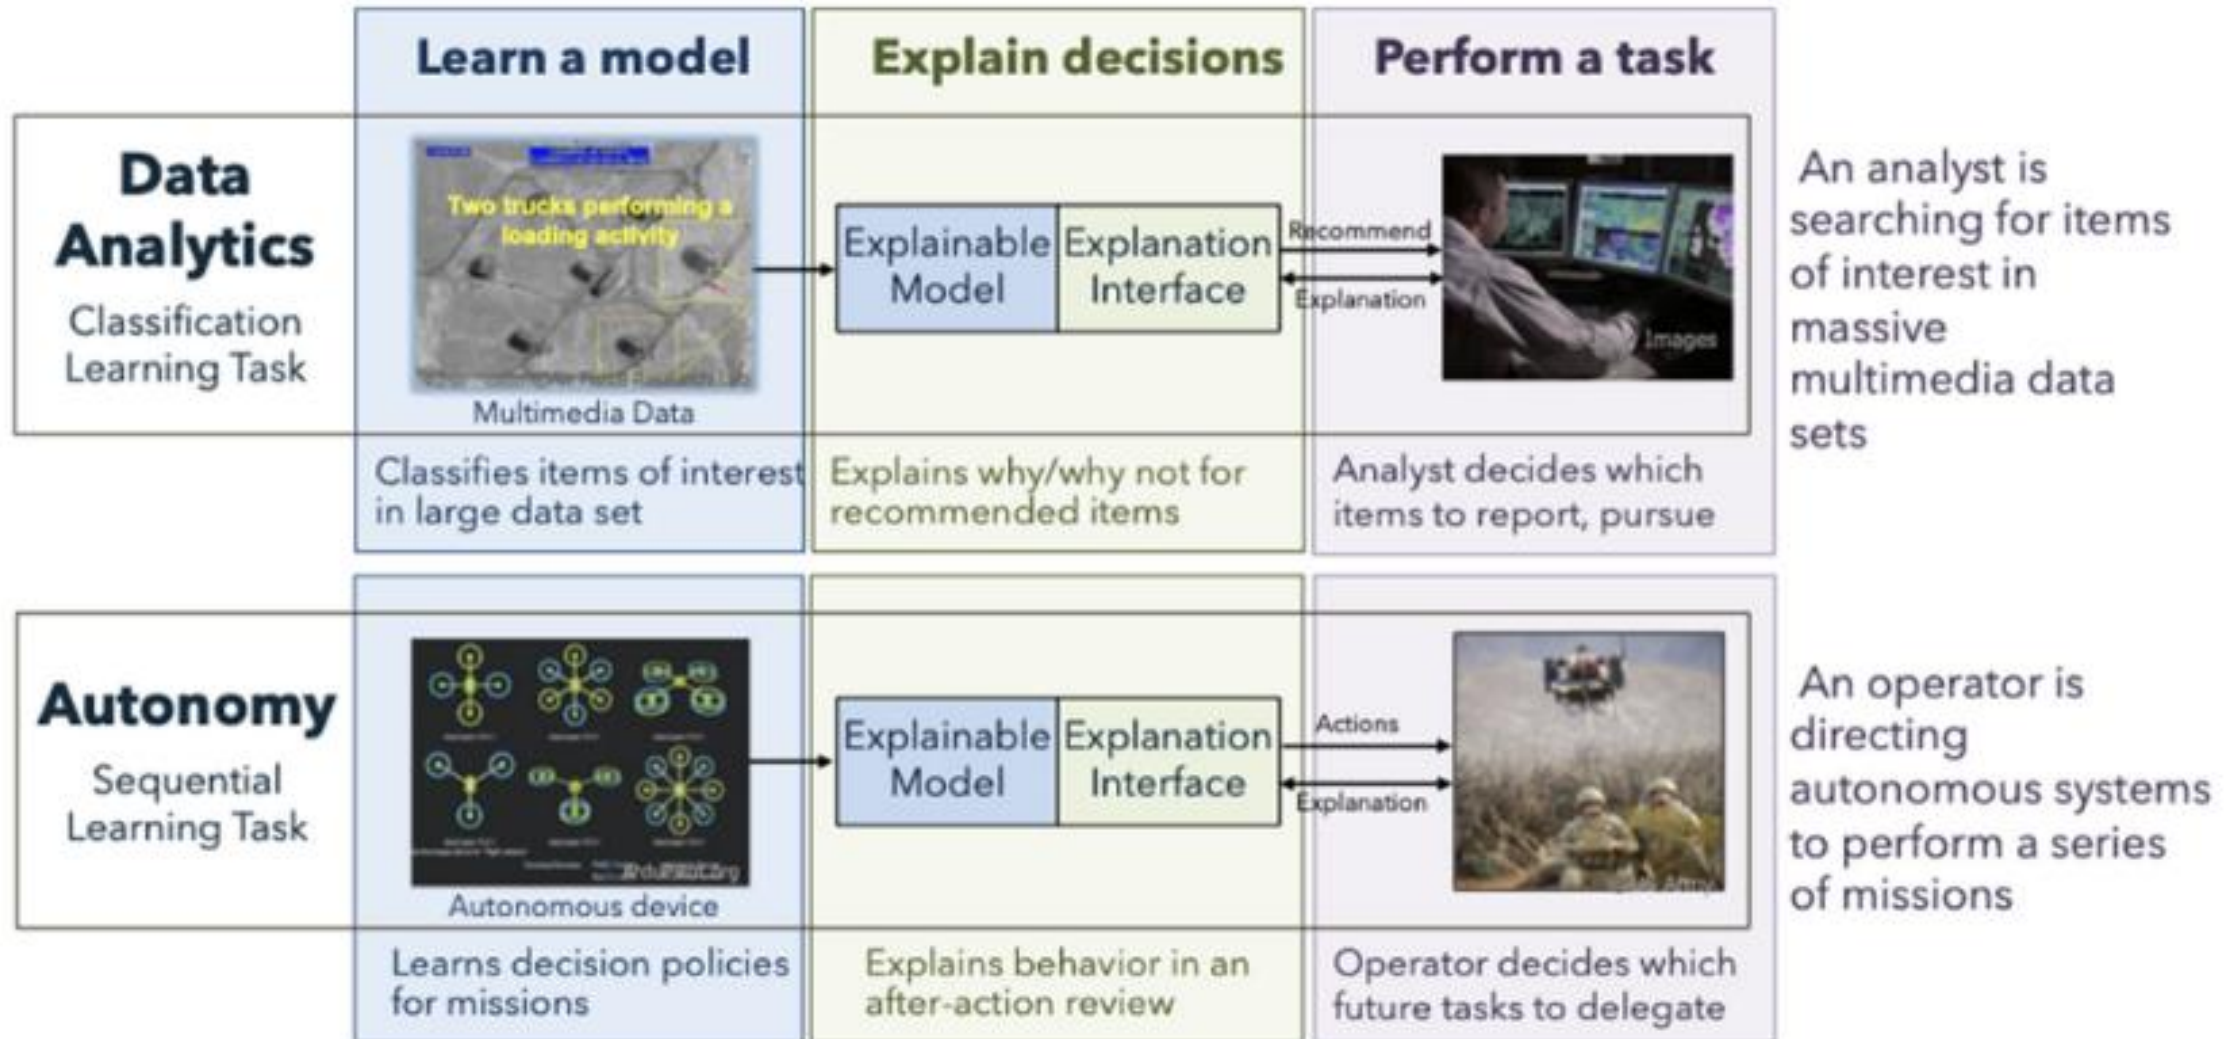 Learn a model
Explain decisions
Perform a task
Data
Analytics
Classification
Learning Task
Two trucks performing a
loading activity
Multimedia Data
Explainable
Model
Explanation
Interface
Recommend
Explanation
Images
An analyst is
searching for items
of interest in
massive
multimedia data
sets
Classifies items of interest
in large data set
Explains why/why not for
recommended items
Analyst decides which
items to report, pursue
Autonomy
Sequential
Learning Task
Autonomous device
Explainable
Model
Explanation
Interface
Actions
Explanation
Army
An operator is
directing
autonomous systems
to perform a series
of missions
Learns decision policies
for missions
Explains behavior in an
after-action review
Operator decides which
future tasks to delegate